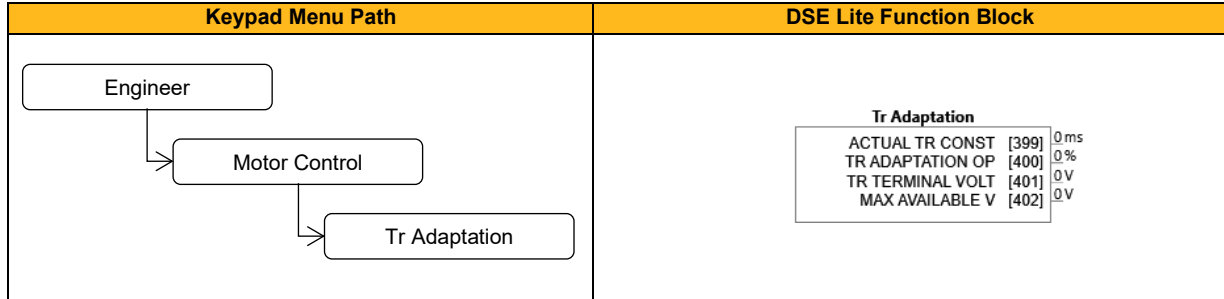 Keypad Menu Path
DSE Lite Function Block
Engineer
Motor Control
Tr Adaptation
Tr Adaptation
ACTUAL TR CONST [399] 0 ms
TR ADAPTATION OP [400] 0 %
TR TERMINAL VOLT [401] 0 V
MAX AVAILABLE V [402] 0 V